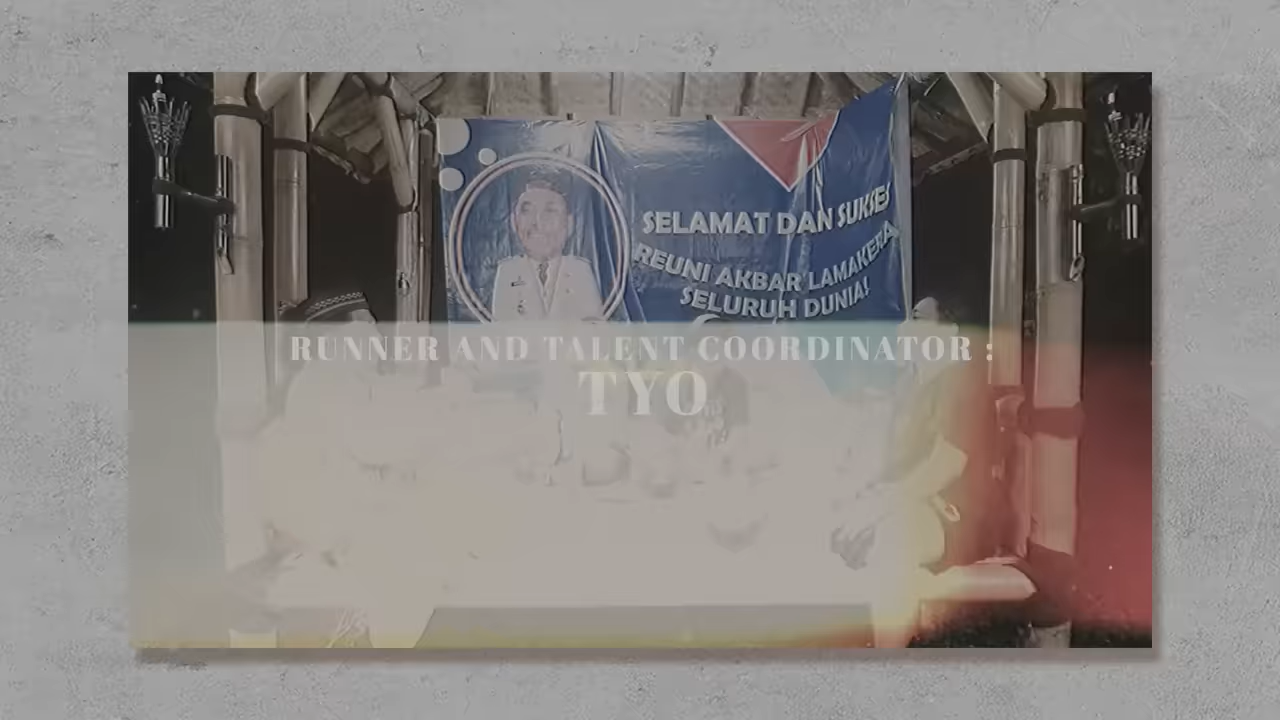 SELAMAT DAN SUKSES
REUNI AKBAR LAMAKERA
SELURUH DUNIA!
RUNNER AND TALENT COORDINATOR :
TYO